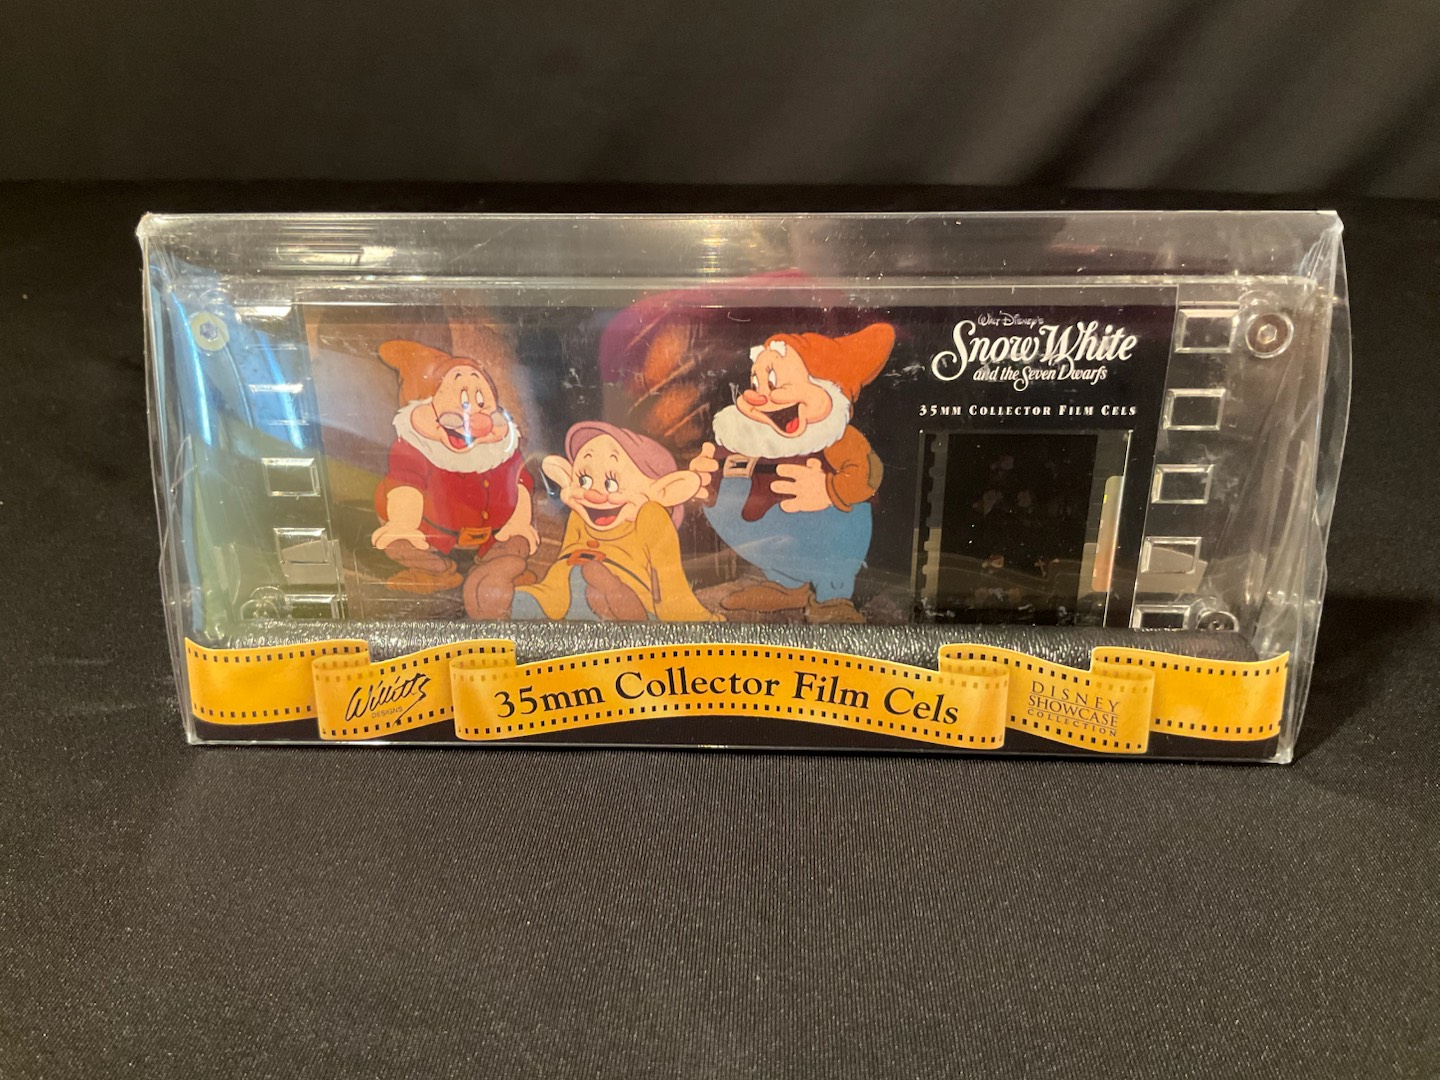 Walt Disney's
Snow White
and the Seven Dwarfs
35mm Collector Film Cels
Willitts
DESIGNS
35mm Collector Film Cels
DISNEY
SHOWCASE
COLLECTION